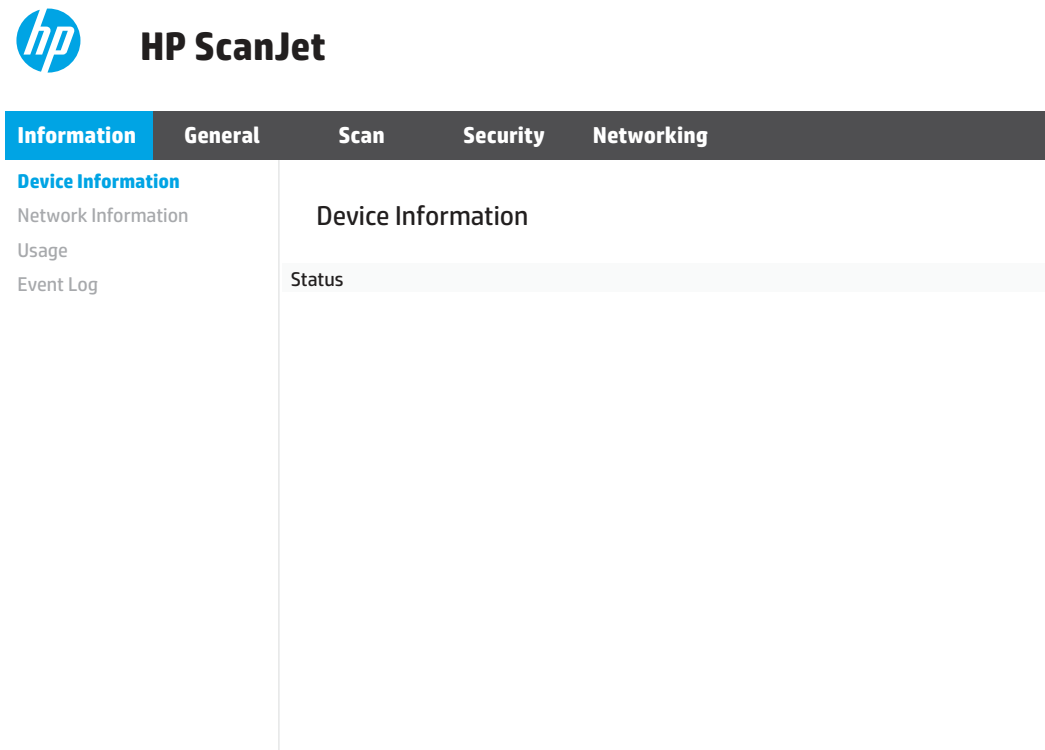 hp
HP ScanJet
Information General Scan Security Networking
Device Information
Network Information
Usage
Event Log
Device Information
Status